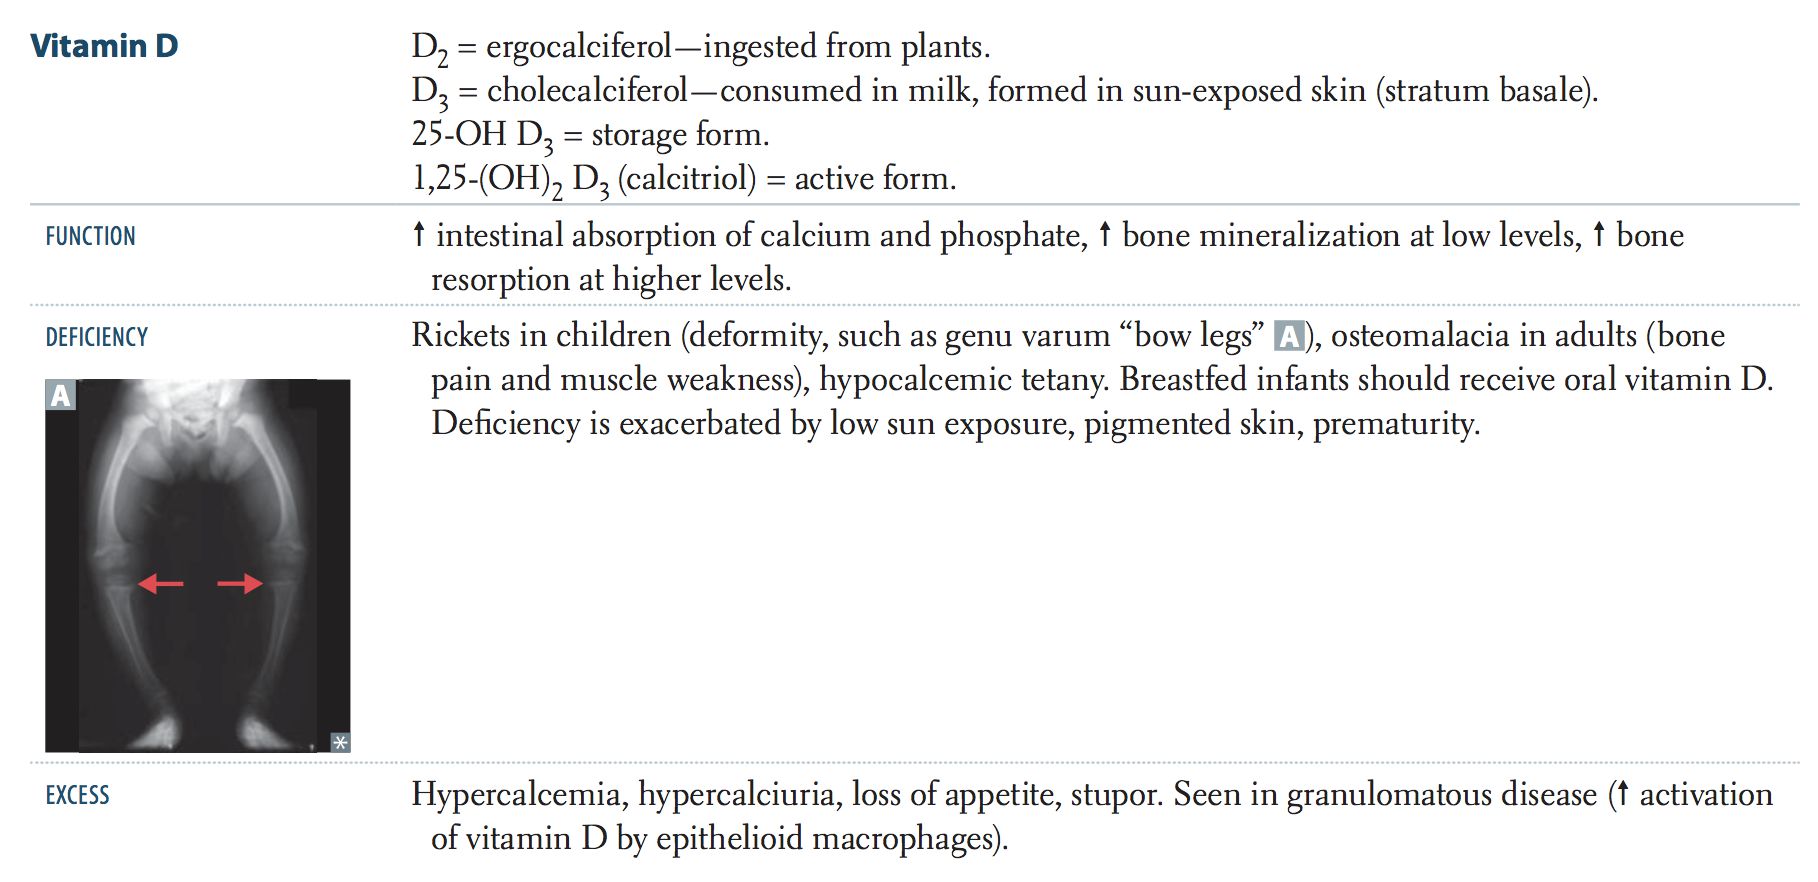 Vitamin D
D₂ = ergocalciferol—ingested from plants.
D₃ = cholecalciferol—consumed in milk, formed in sun-exposed skin (stratum basale).
25-OH D₃ = storage form.
1,25-(OH)₂ D₃ (calcitriol) = active form.
FUNCTION
↑ intestinal absorption of calcium and phosphate, ↑ bone mineralization at low levels, ↑ bone
resorption at higher levels.
DEFICIENCY
Rickets in children (deformity, such as genu varum “bow legs” A), osteomalacia in adults (bone
pain and muscle weakness), hypocalcemic tetany. Breastfed infants should receive oral vitamin D.
Deficiency is exacerbated by low sun exposure, pigmented skin, prematurity.
A
*
EXCESS
Hypercalcemia, hypercalciuria, loss of appetite, stupor. Seen in granulomatous disease (↑ activation
of vitamin D by epithelioid macrophages).